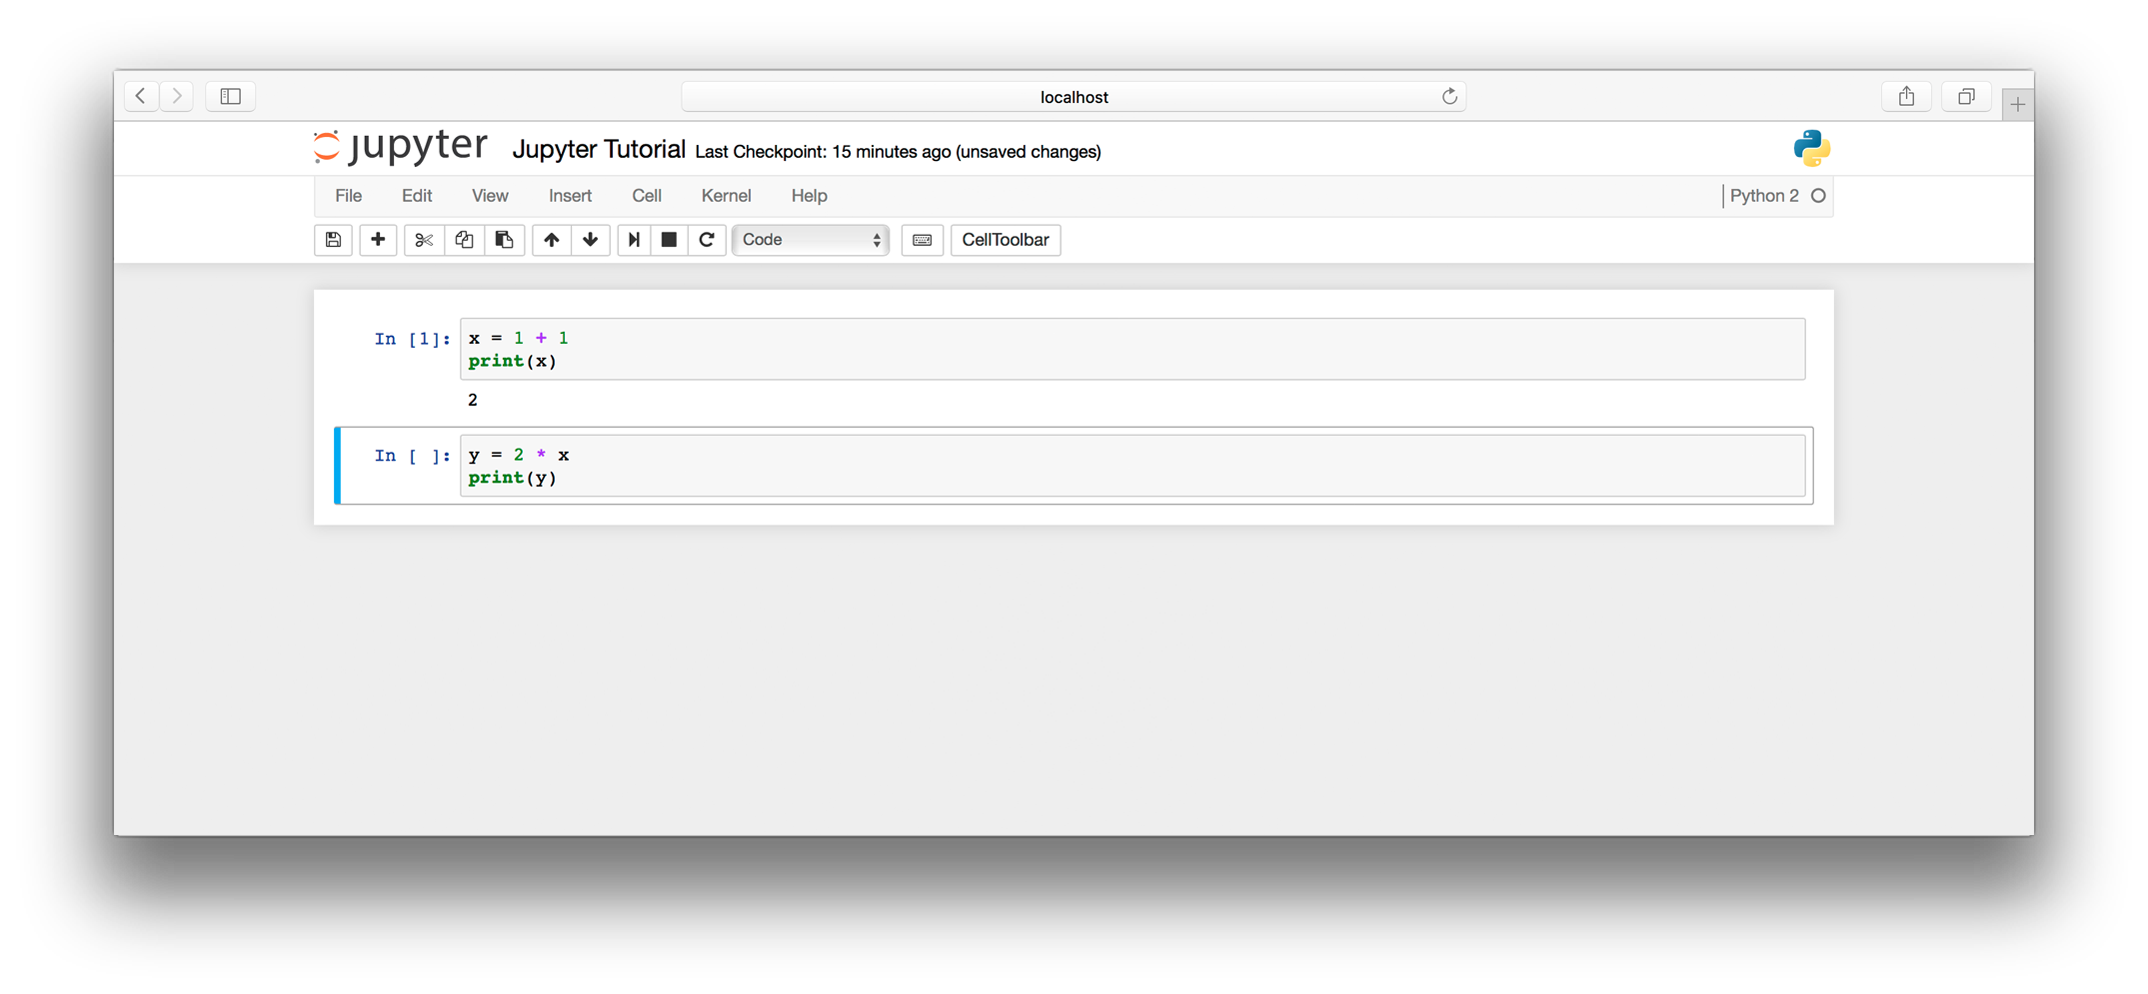 localhost
jupyter Jupyter Tutorial Last Checkpoint: 15 minutes ago (unsaved changes)
File Edit View Insert Cell Kernel Help Python 2
Code CellToolbar
In [1]: x = 1 + 1
print(x)
2
In [ ]: y = 2 * x
print(y)